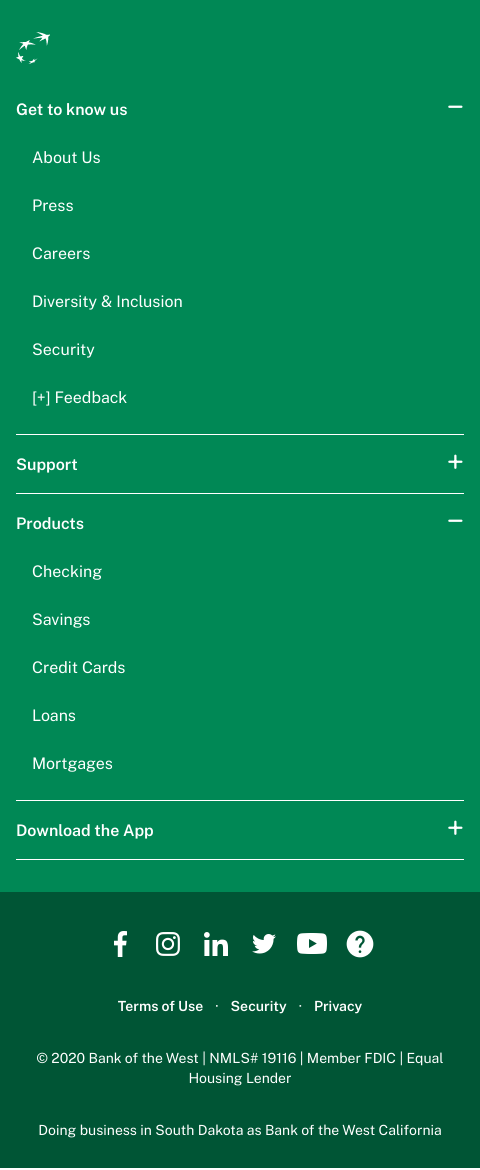 Get to know us
About Us
Press
Careers
Diversity & Inclusion
Security
[+] Feedback
Support
Products
Checking
Savings
Credit Cards
Loans
Mortgages
Download the App
Terms of Use · Security · Privacy
© 2020 Bank of the West | NMLS# 19116 | Member FDIC | Equal
Housing Lender
Doing business in South Dakota as Bank of the West California